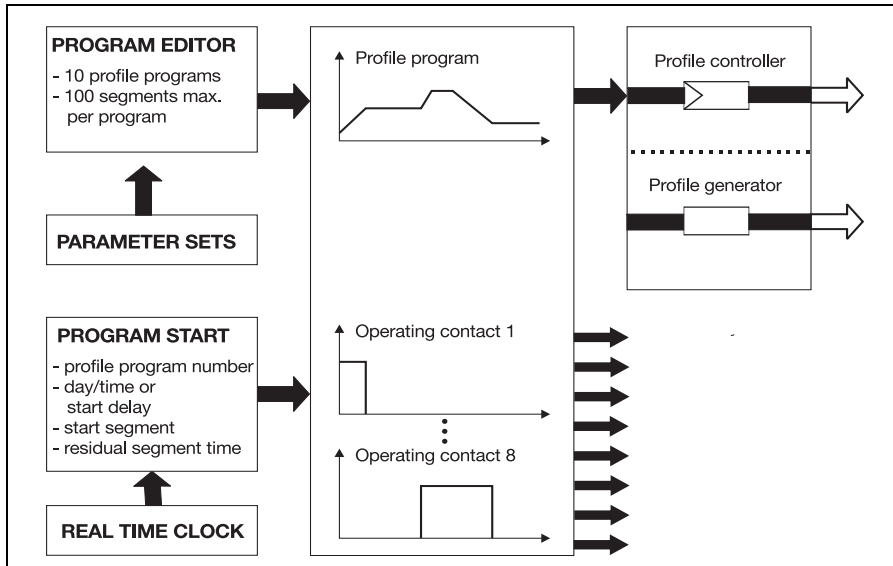 PROGRAM EDITOR
- 10 profile programs
- 100 segments max.
per program
PARAMETER SETS
PROGRAM START
- profile program number
- day/time or
start delay
- start segment
- residual segment time
REAL TIME CLOCK
Profile program
Operating contact 1
Operating contact 8
Profile controller
Profile generator